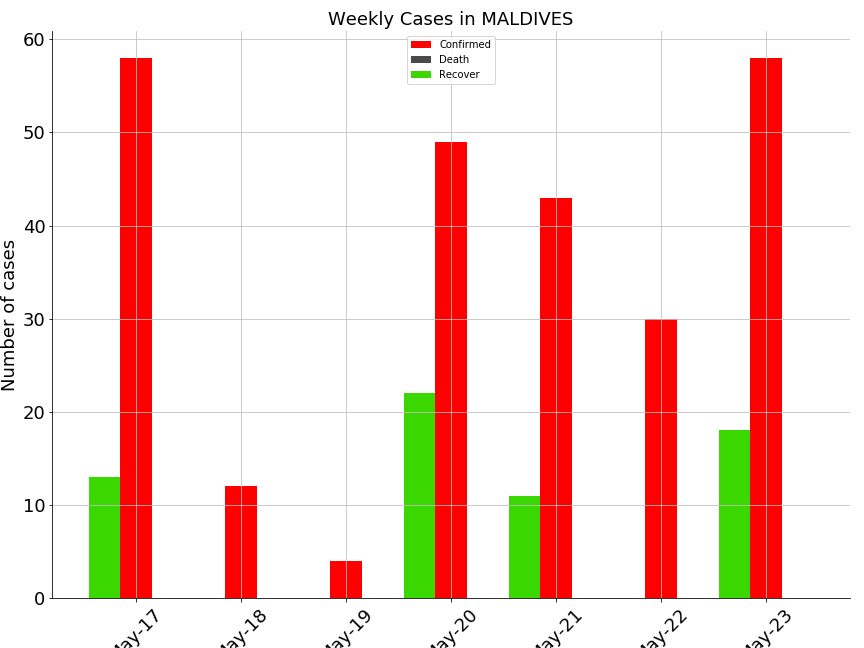 Weekly Cases in MALDIVES
Confirmed
Death
Recover
Number of cases
60
50
40
30
20
10
0
May-17
May-18
May-19
May-20
May-21
May-22
May-23